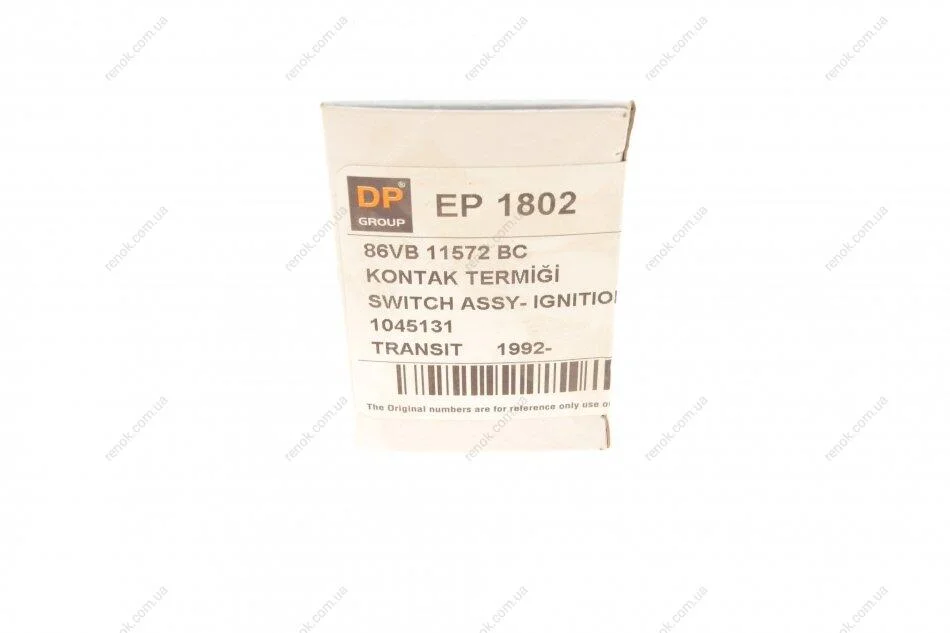 DP®
GROUP
EP 1802
86VB 11572 BC
KONTAK TERMİĞİ
SWITCH ASSY- IGNITIO
1045131
TRANSIT 1992-
The Original numbers are for reference only use
renok.com.ua